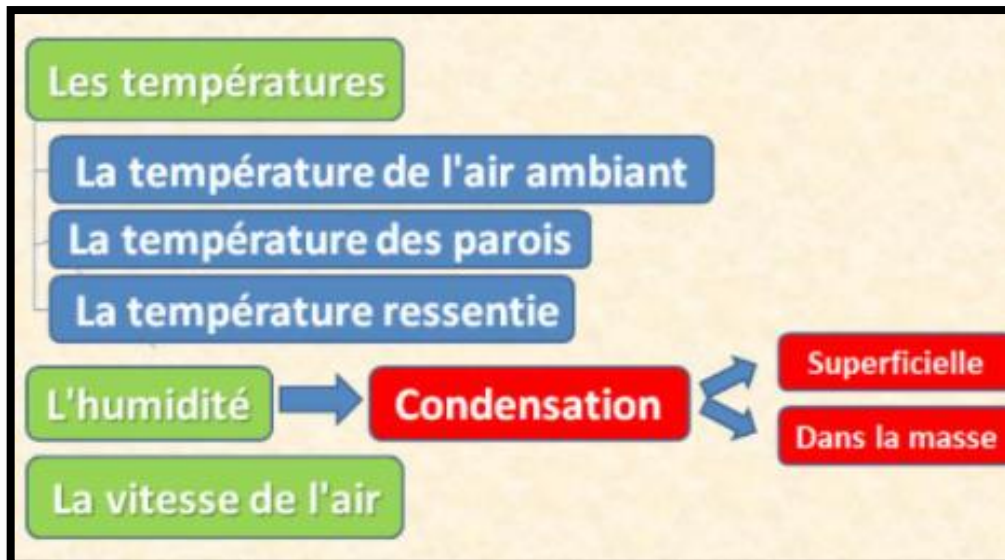 Les températures
La température de l'air ambiant
La température des parois
La température ressentie
L'humidité
Condensation
Superficielle
Dans la masse
La vitesse de l'air